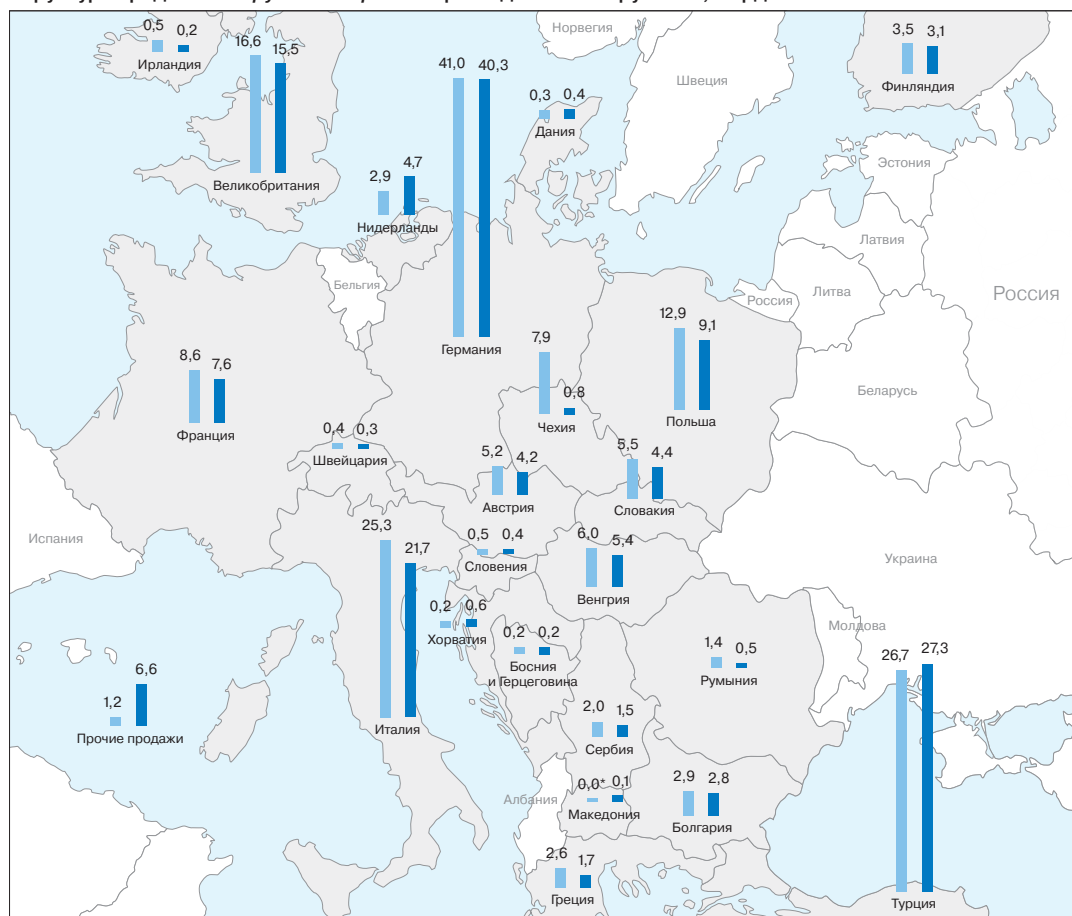 0,5 0,2
Ирландия
16,6 15,5
Великобритания
41,0 40,3
Германия
Норвегия
0,3 0,4
Дания
Швеция
3,5 3,1
Финляндия
Эстония
2,9 4,7
Нидерланды
Латвия
Бельгия
Россия
Литва
Россия
12,9 9,1
Польша
7,9 0,8
Чехия
8,6 7,6
Франция
Беларусь
0,4 0,3
Швейцария
5,2 4,2
Австрия
5,5 4,4
Словакия
Испания
25,3 21,7
Италия
0,5 0,4
Словения
6,0 5,4
Венгрия
Украина
0,2 0,6
Хорватия
0,2 0,2
Босния
и Герцеговина
Молдова
1,4 0,5
Румыния
26,7 27,3
Турция
1,2 6,6
Прочие продажи
2,0 1,5
Сербия
Албания
0,0* 0,1
Македония
2,9 2,8
Болгария
2,6 1,7
Греция